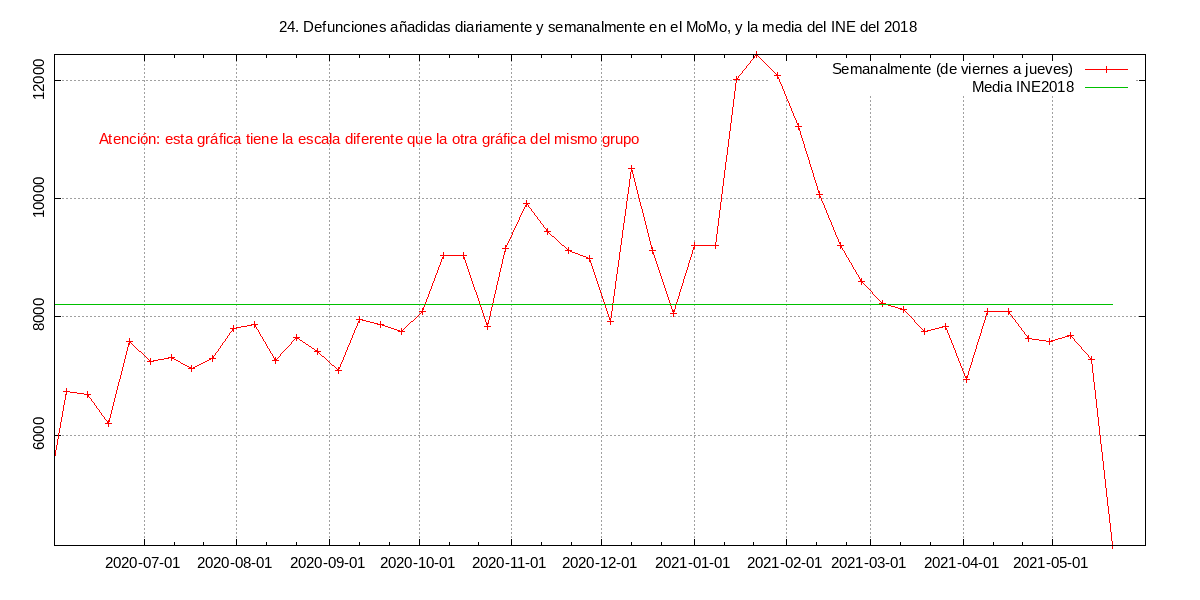 24. Defunciones añadidas diariamente y semanalmente en el MoMo, y la media del INE del 2018
Semanalmente (de viernes a jueves)
Media INE2018
Atención: esta gráfica tiene la escala diferente que la otra gráfica del mismo grupo
12000
10000
8000
6000
2020-07-01 2020-08-01 2020-09-01 2020-10-01 2020-11-01 2020-12-01 2021-01-01 2021-02-01 2021-03-01 2021-04-01 2021-05-01